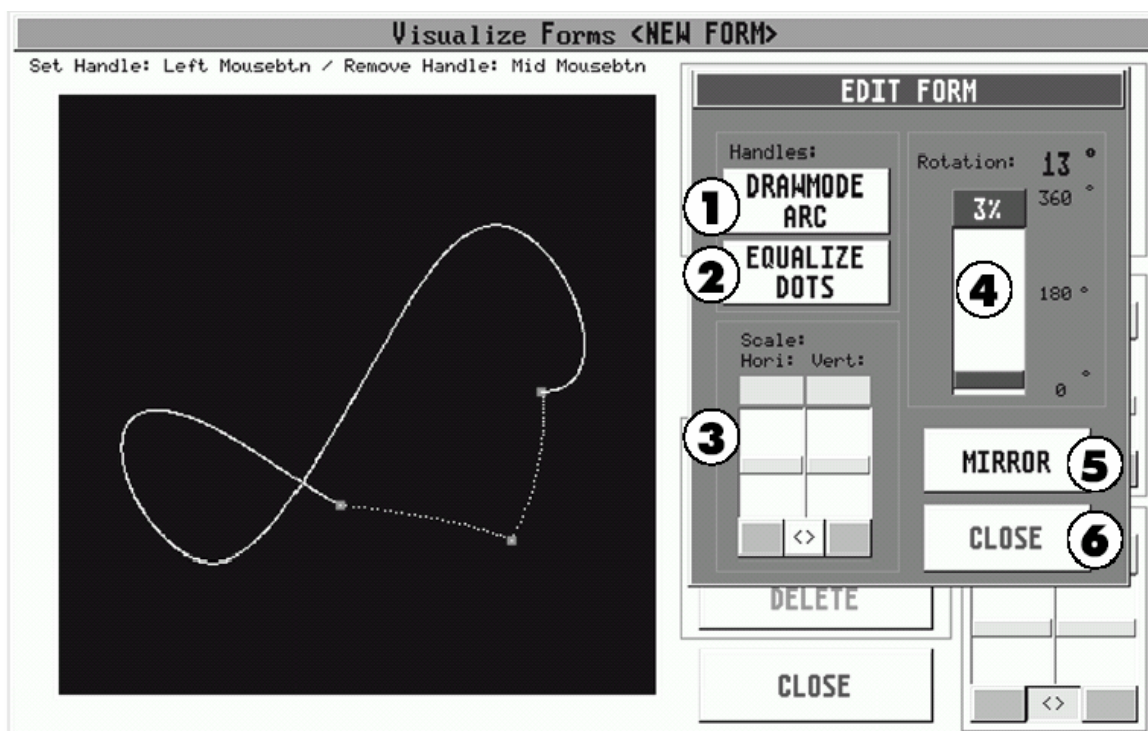 Visualize Forms <NEW FORM>
Set Handle: Left Mousebtn / Remove Handle: Mid Mousebtn
EDIT FORM
Handles:
1
DRAWMODE
ARC
2
EQUALIZE
DOTS
Rotation: 13 °
360 °
3%
4
180 °
0 °
Scale:
Hori: Vert:
3
<>
MIRROR
5
CLOSE
6
DELETE
CLOSE
<>